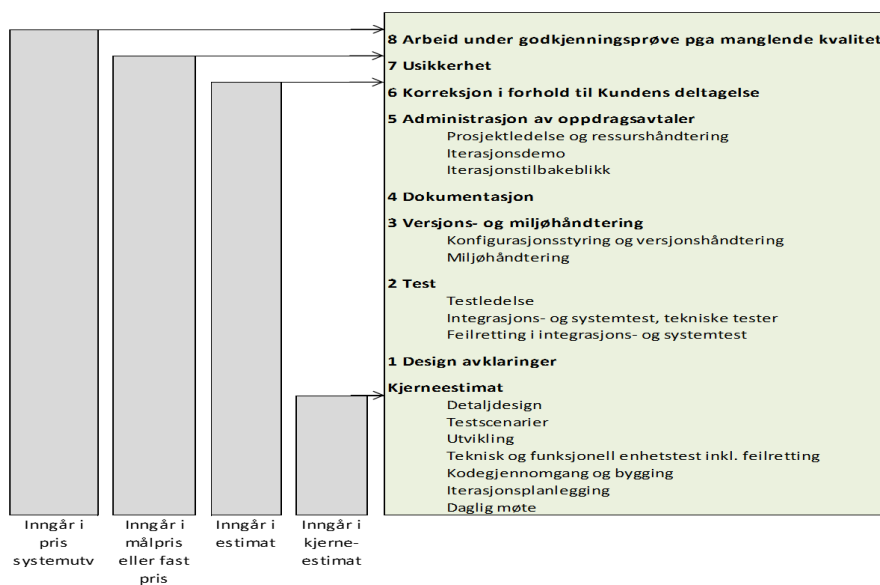 8 Arbeid under godkjenningsprøve pga manglende kvalitet
7 Usikkerhet
6 Korreksjon i forhold til Kundens deltagelse
5 Administrasjon av oppdragsavtaler
Prosjektledelse og ressurshåndtering
Iterasjonsdemo
Iterasjonstilbakeblikk
4 Dokumentasjon
3 Versjons- og miljøhåndtering
Konfigurasjonsstyring og versjonshåndtering
Miljøhåndtering
2 Test
Testledelse
Integrasjons- og systemtest, tekniske tester
Feilretting i integrasjons- og systemtest
1 Design avklaringer
Kjerneestimat
Detaljdesign
Testscenarier
Utvikling
Teknisk og funksjonell enhetstest inkl. feilretting
Kodegjennomgang og bygging
Iterasjonsplanlegging
Daglig møte
Inngår i
pris
systemutv
Inngår i
målpris
eller fast
pris
Inngår i
estimat
Inngår i
kjerne-
estimat